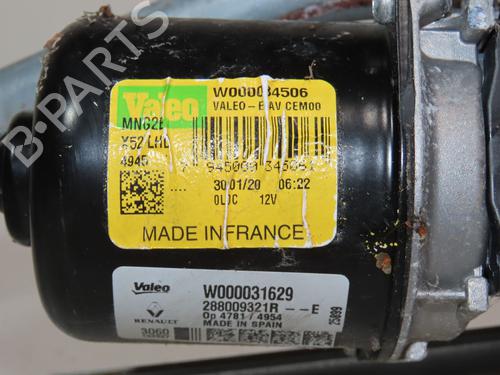 B-PARTS
Valeo
W000034506
VALEO-EAV CEM00
X52 LHD
4945
30/01/20 06:22
0LDC 12V
MADE IN FRANCE
Valeo
W000031629
288009321R -- E
RENAULT
Op 4781 / 4954
3060
MADE IN SPAIN
25099